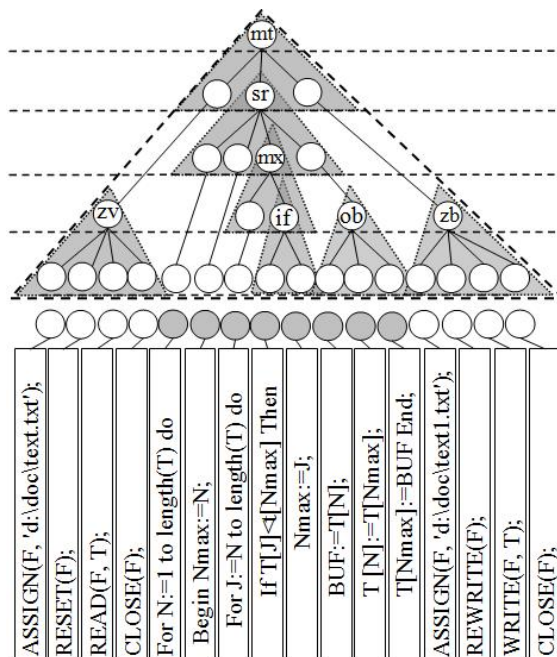 mt
sr
mx
zv
if
ob
zb
ASSIGN(F, 'd:\doc\text.txt');
RESET(F);
READ(F, T);
CLOSE(F);
For N:=1 to length(T) do
Begin Nmax:=N;
For J:=N to length(T) do
If T[J]<t[Nmax] Then
Nmax:=J;
BUF:=T[N];
T [N]:=T[Nmax];
T[Nmax]:=BUF End;
ASSIGN(F, 'd:\doc\text1.txt');
REWRITE(F);
WRITE(F, T);
CLOSE(F);